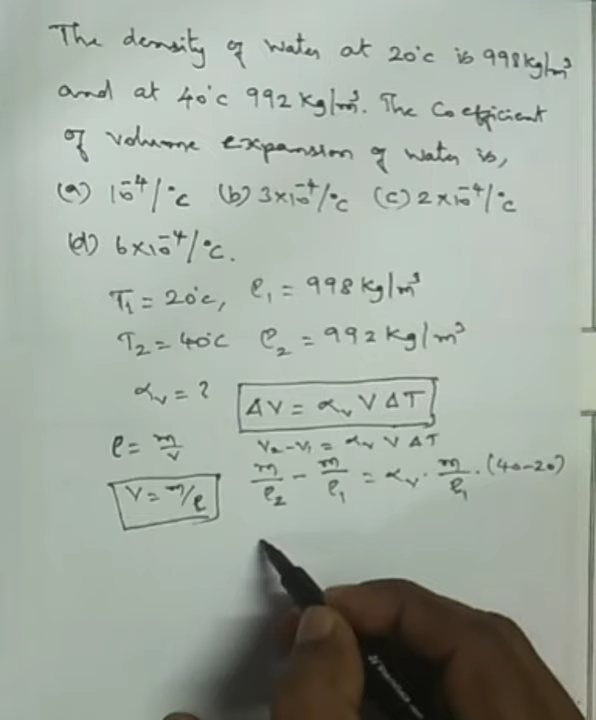 The density of water at 20°c is 998kg/m³
and at 40°c 992 kg/m³. The Coefficient
of volume expansion of water is,
(a) 10⁻⁴/°c (b) 3×10⁻⁴/°c (c) 2×10⁻⁴/°c
(d) 6×10⁻⁴/°c.
T₁ = 20°c, ρ₁ = 998 kg/m³
T₂ = 40°c ρ₂ = 992 kg/m³
αᵥ = ? ΔV = αᵥ V ΔT
ρ = m/v V₂-V₁ = αᵥ V ΔT
V = m/ρ m/ρ₂ - m/ρ₁ = αᵥ . m/ρ₁ . (40-20)